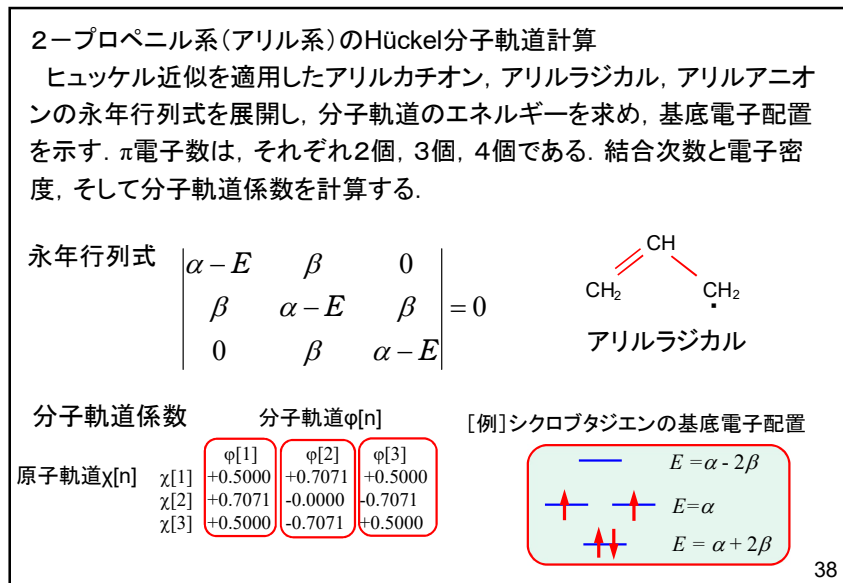 ２－プロペニル系（アリル系）のHückel分子軌道計算
ヒュッケル近似を適用したアリルカチオン，アリルラジカル，アリルアニオ
ンの永年行列式を展開し，分子軌道のエネルギーを求め，基底電子配置
を示す．π電子数は，それぞれ２個，３個，４個である．結合次数と電子密
度，そして分子軌道係数を計算する．
永年行列式
α − E β 0
β α − E β = 0
0 β α − E
CH
CH₂ CH₂
アリルラジカル
分子軌道係数 分子軌道φ[n]
原子軌道χ[n]
φ[1] φ[2] φ[3]
χ[1] +0.5000 +0.7071 +0.5000
χ[2] +0.7071 -0.0000 -0.7071
χ[3] +0.5000 -0.7071 +0.5000
［例］シクロブタジエンの基底電子配置
E = α - 2β
E = α
E = α + 2β
38